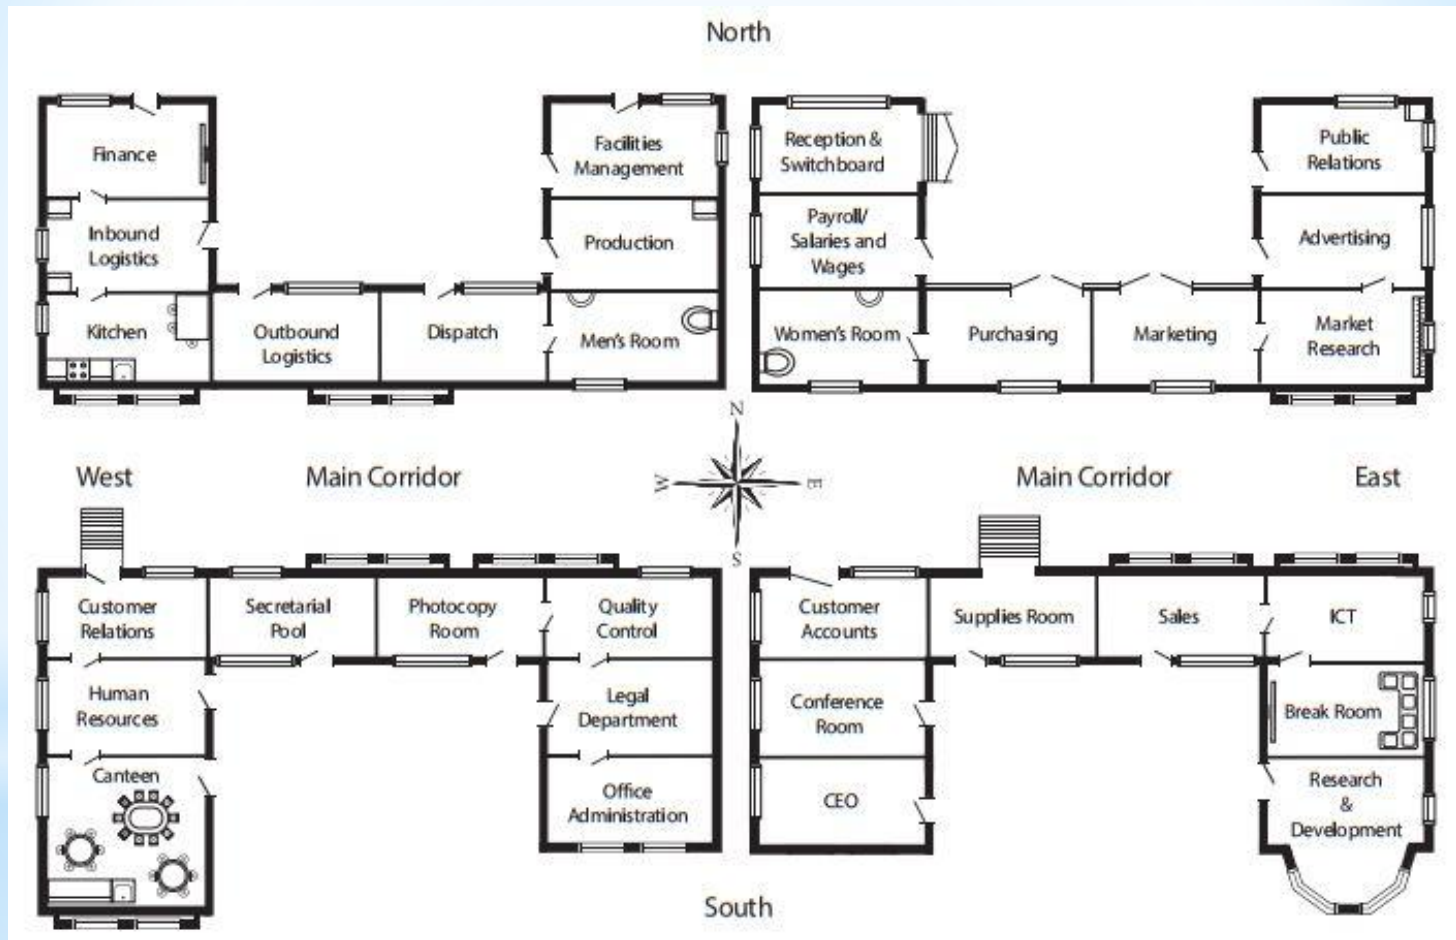 North
Finance
Inbound
Logistics
Kitchen
Outbound
Logistics
Dispatch
Facilities
Management
Production
Men's Room
Reception &
Switchboard
Payroll/
Salaries and
Wages
Women's Room
Purchasing
Marketing
Public
Relations
Advertising
Market
Research
West
Main Corridor
N
W
E
S
Main Corridor
East
Customer
Relations
Secretarial
Pool
Photocopy
Room
Quality
Control
Human
Resources
Legal
Department
Canteen
Office
Administration
Customer
Accounts
Supplies Room
Sales
ICT
Conference
Room
Break Room
CEO
Research
&
Development
South